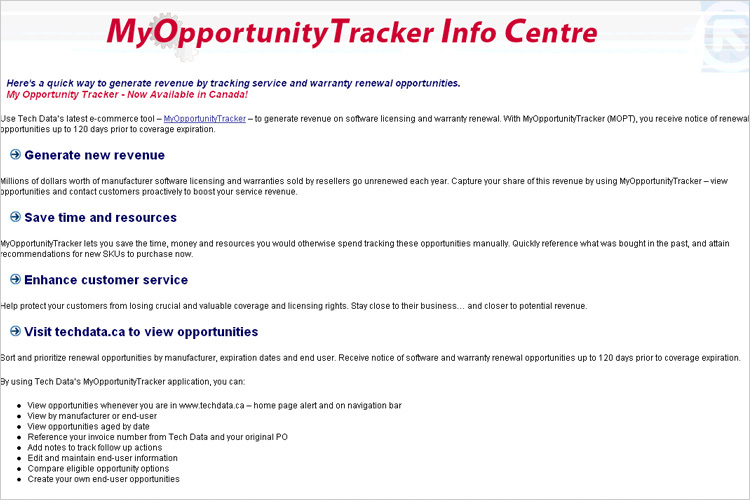 MyOpportunityTracker Info Centre
Here's a quick way to generate revenue by tracking service and warranty renewal opportunities.
My Opportunity Tracker - Now Available in Canada!
Use Tech Data's latest e-commerce tool – MyOpportunityTracker – to generate revenue on software licensing and warranty renewal. With MyOpportunityTracker (MOPT), you receive notice of renewal
opportunities up to 120 days prior to coverage expiration.
Generate new revenue
Millions of dollars worth of manufacturer software licensing and warranties sold by resellers go unrenewed each year. Capture your share of this revenue by using MyOpportunityTracker – view
opportunities and contact customers proactively to boost your service revenue.
Save time and resources
MyOpportunityTracker lets you save the time, money and resources you would otherwise spend tracking these opportunities manually. Quickly reference what was bought in the past, and attain
recommendations for new SKUs to purchase now.
Enhance customer service
Help protect your customers from losing crucial and valuable coverage and licensing rights. Stay close to their business… and closer to potential revenue.
Visit techdata.ca to view opportunities
Sort and prioritize renewal opportunities by manufacturer, expiration dates and end user. Receive notice of software and warranty renewal opportunities up to 120 days prior to coverage expiration.
By using Tech Data's MyOpportunityTracker application, you can:
View opportunities whenever you are in www.techdata.ca – home page alert and on navigation bar
View by manufacturer or end-user
View opportunities aged by date
Reference your invoice number from Tech Data and your original PO
Add notes to track follow up actions
Edit and maintain end-user information
Compare eligible opportunity options
Create your own end-user opportunities